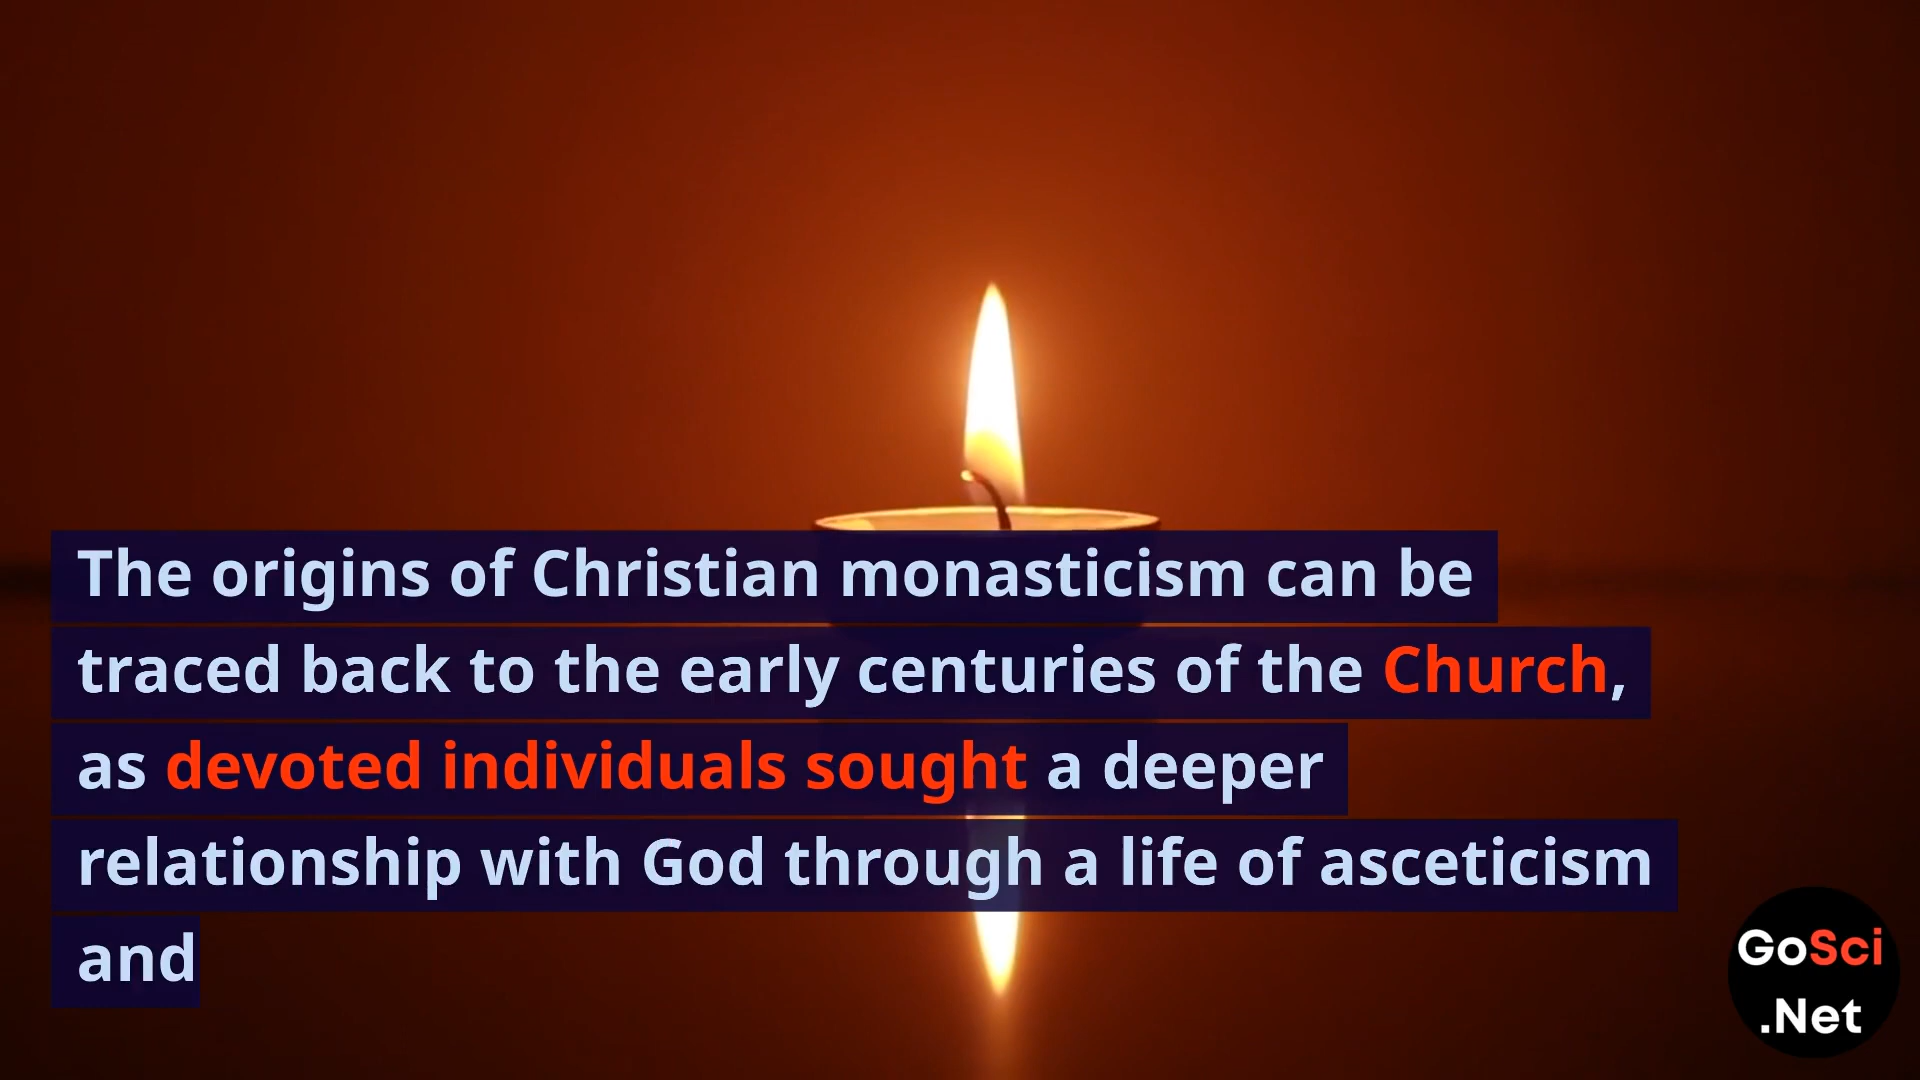 The origins of Christian monasticism can be
traced back to the early centuries of the Church,
as devoted individuals sought a deeper
relationship with God through a life of asceticism
and
GoSci
.Net